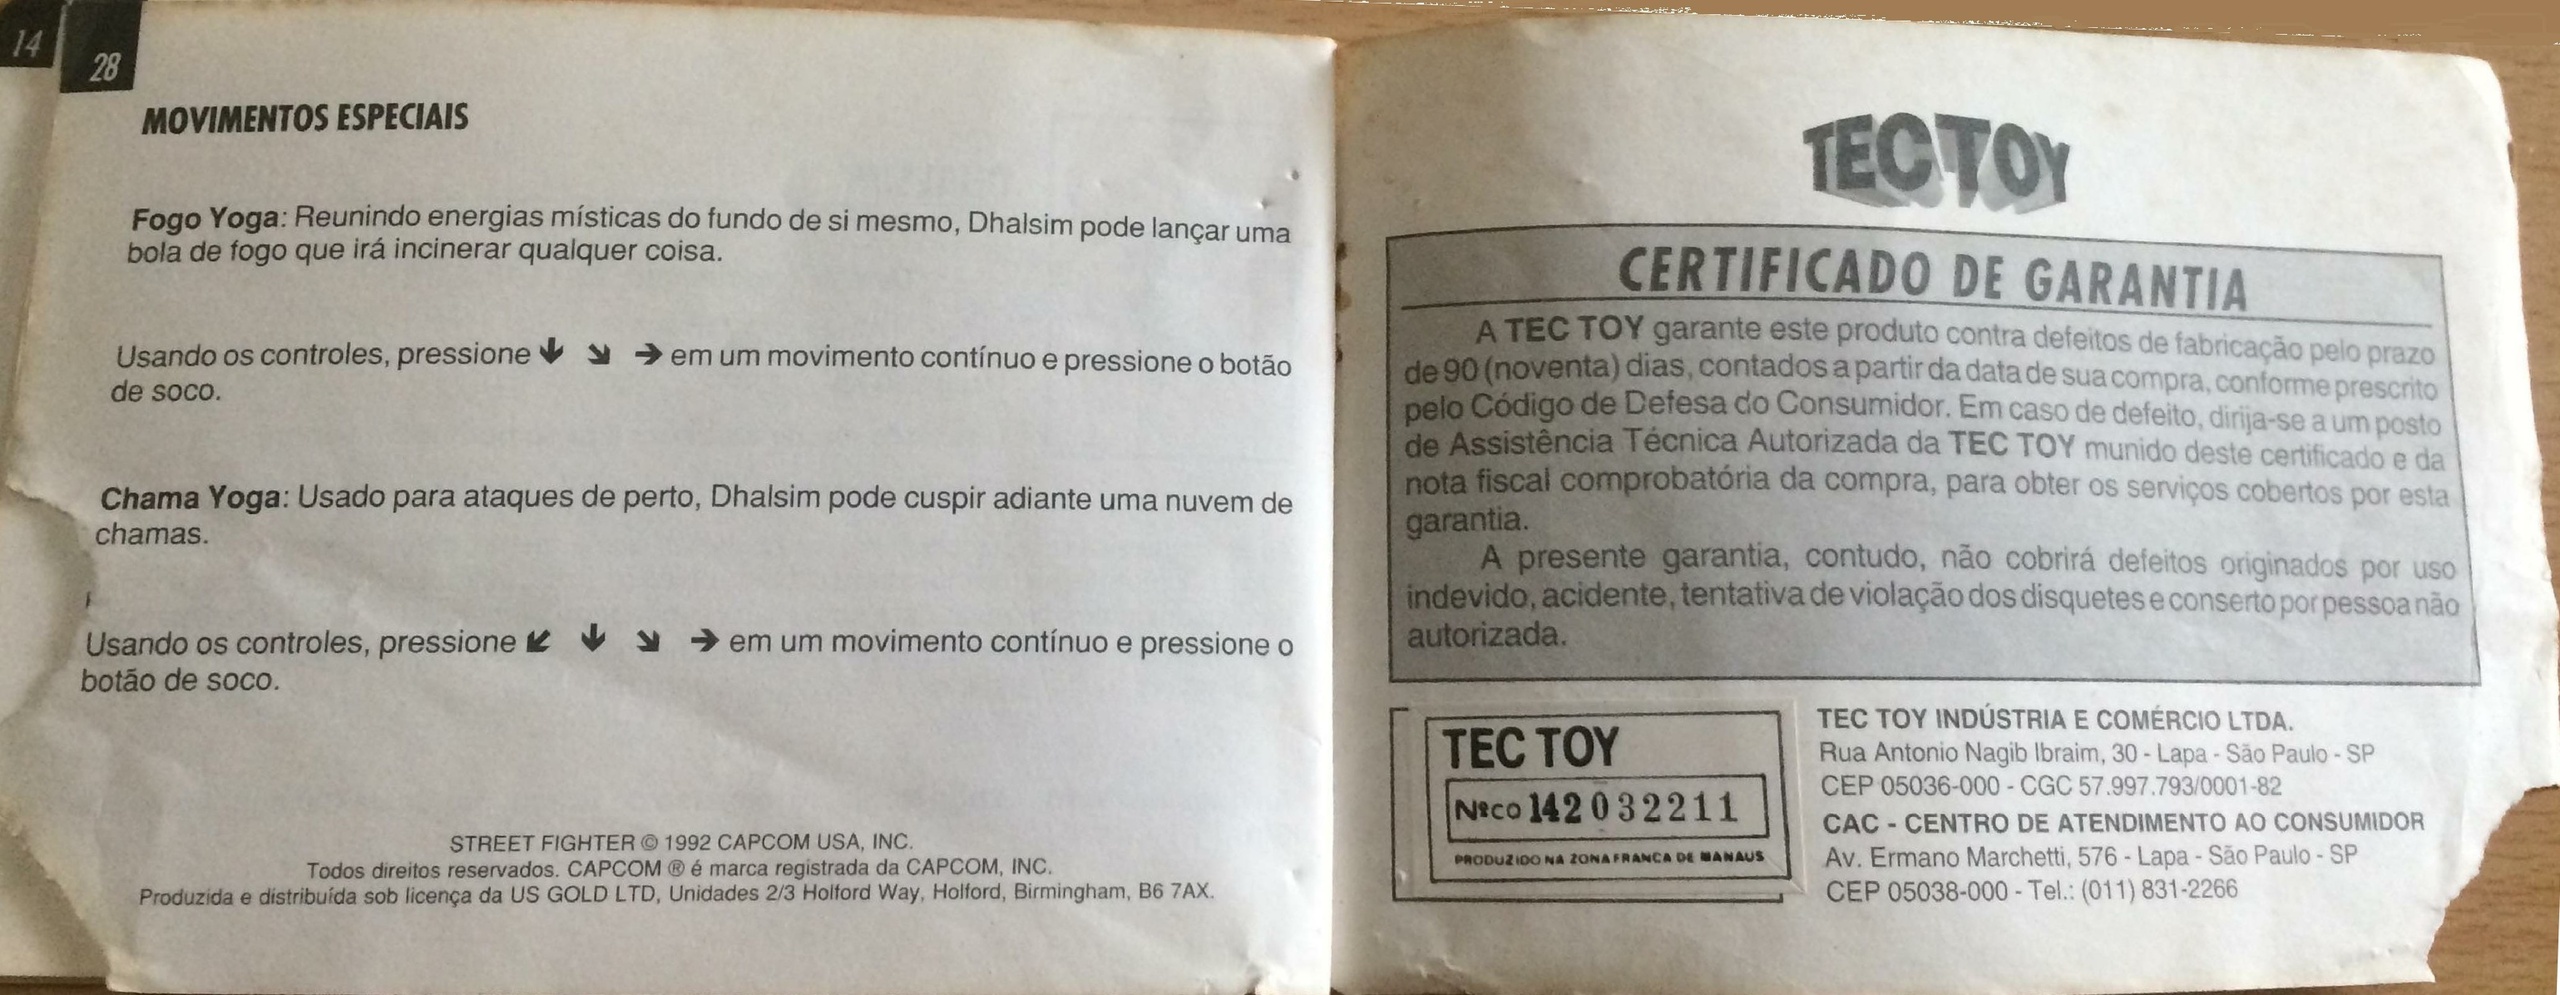 14
28
MOVIMENTOS ESPECIAIS
Fogo Yoga: Reunindo energias místicas do fundo de si mesmo, Dhalsim pode lançar uma
bola de fogo que irá incinerar qualquer coisa.
Usando os controles, pressione 🡇 🡎 → em um movimento contínuo e pressione o botão
de soco.
Chama Yoga: Usado para ataques de perto, Dhalsim pode cuspir adiante uma nuvem de
chamas.
Usando os controles, pressione 🡏 🡇 🡎 → em um movimento contínuo e pressione o
botão de soco.
STREET FIGHTER © 1992 CAPCOM USA, INC.
Todos direitos reservados. CAPCOM ® é marca registrada da CAPCOM, INC.
Produzida e distribuída sob licença da US GOLD LTD, Unidades 2/3 Holford Way, Holford, Birmingham, B6 7AX.
TEC TOY
CERTIFICADO DE GARANTIA
A TEC TOY garante este produto contra defeitos de fabricação pelo prazo
de 90 (noventa) dias, contados a partir da data de sua compra, conforme prescrito
pelo Código de Defesa do Consumidor. Em caso de defeito, dirija-se a um posto
de Assistência Técnica Autorizada da TEC TOY munido deste certificado e da
nota fiscal comprobatória da compra, para obter os serviços cobertos por esta
garantia.
A presente garantia, contudo, não cobrirá defeitos originados por uso
indevido, acidente, tentativa de violação dos disquetes e conserto por pessoa não
autorizada.
TEC TOY
Nº CO 142032211
PRODUZIDO NA ZONA FRANCA DE MANAUS
TEC TOY INDÚSTRIA E COMÉRCIO LTDA.
Rua Antonio Nagib Ibraim, 30 - Lapa - São Paulo - SP
CEP 05036-000 - CGC 57.997.793/0001-82
CAC - CENTRO DE ATENDIMENTO AO CONSUMIDOR
Av. Ermano Marchetti, 576 - Lapa - São Paulo - SP
CEP 05038-000 - Tel.: (011) 831-2266